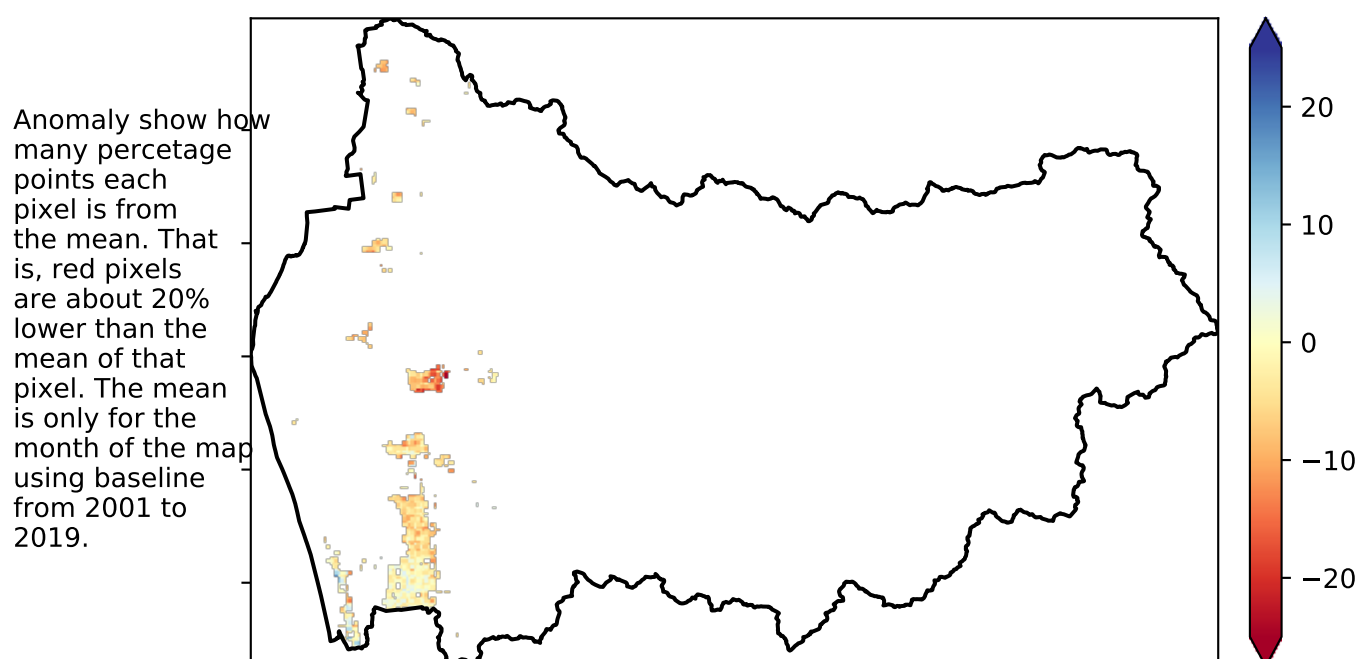 Anomaly show how
many percetage
points each
pixel is from
the mean. That
is, red pixels
are about 20%
lower than the
mean of that
pixel. The mean
is only for the
month of the map
using baseline
from 2001 to
2019.
20
10
0
−10
−20